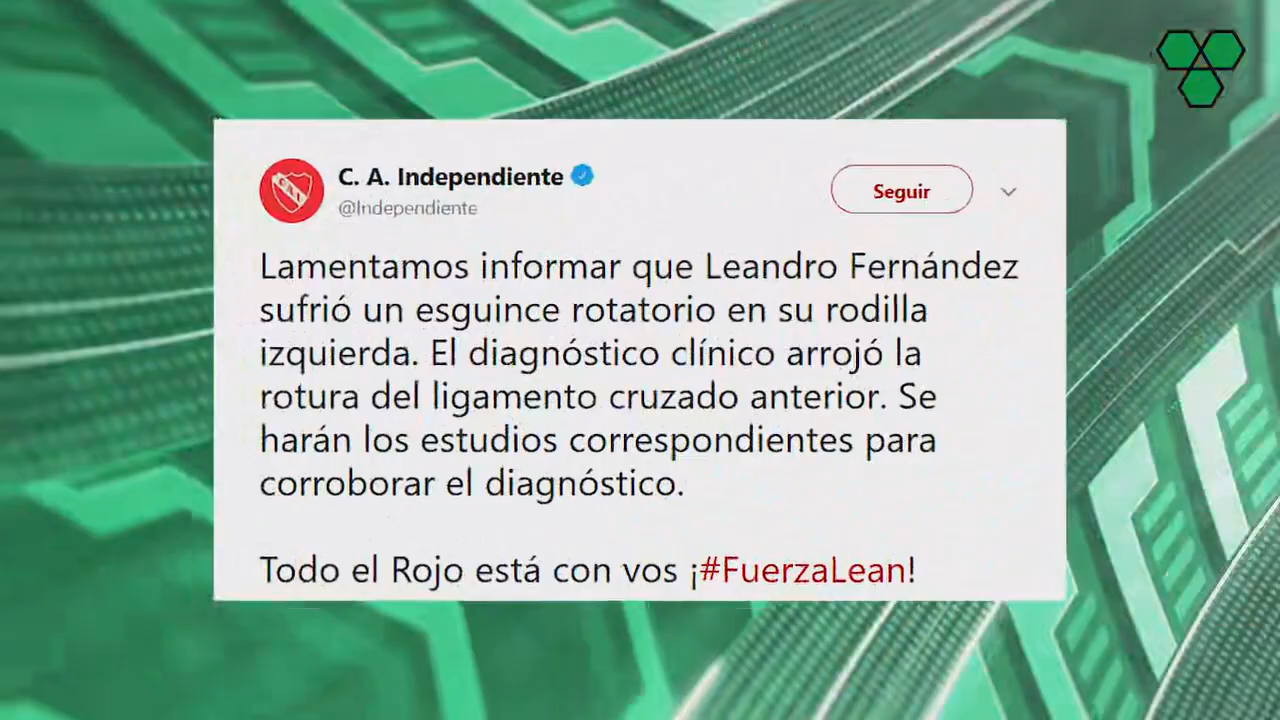 C. A. Independiente
@Independiente
Seguir
Lamentamos informar que Leandro Fernández
sufrió un esguince rotatorio en su rodilla
izquierda. El diagnóstico clínico arrojó la
rotura del ligamento cruzado anterior. Se
harán los estudios correspondientes para
corroborar el diagnóstico.
Todo el Rojo está con vos ¡#FuerzaLean!